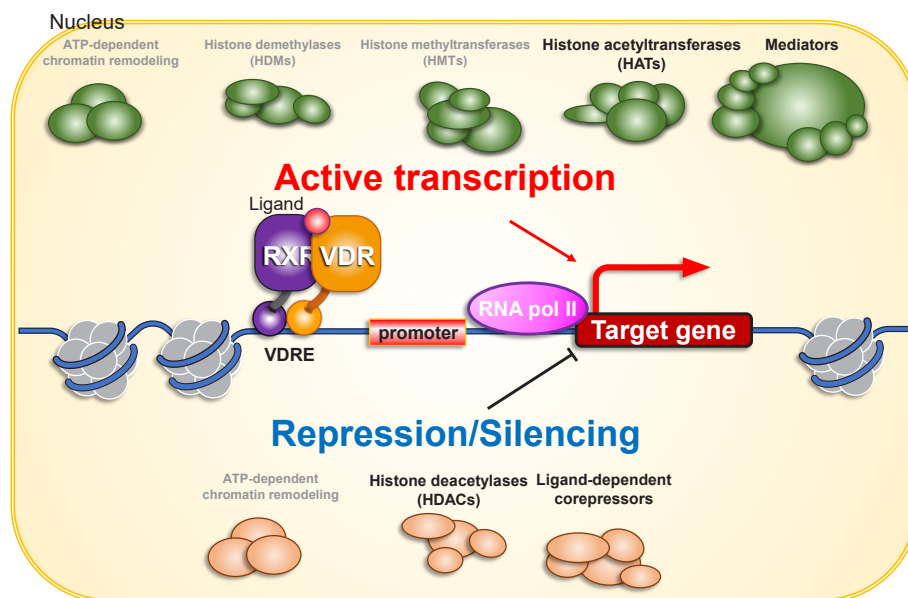 Nucleus
ATP-dependent
chromatin remodeling
Histone demethylases
(HDMs)
Histone methyltransferases
(HMTs)
Histone acetyltransferases
(HATs)
Mediators
Active transcription
Ligand
RXR
VDR
RNA pol II
promoter
Target gene
VDRE
Repression/Silencing
ATP-dependent
chromatin remodeling
Histone deacetylases
(HDACs)
Ligand-dependent
corepressors